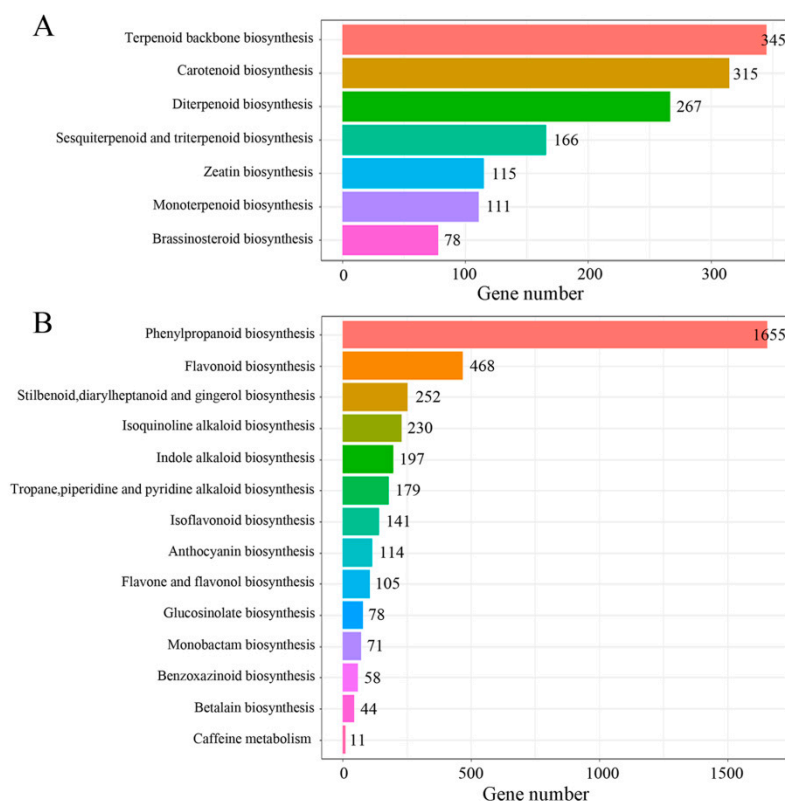 A
Terpenoid backbone biosynthesis 345
Carotenoid biosynthesis 315
Diterpenoid biosynthesis 267
Sesquiterpenoid and triterpenoid biosynthesis 166
Zeatin biosynthesis 115
Monoterpenoid biosynthesis 111
Brassinosteroid biosynthesis 78
0 100 200 300
Gene number
B
Phenylpropanoid biosynthesis 1655
Flavonoid biosynthesis 468
Stilbenoid,diarylheptanoid and gingerol biosynthesis 252
Isoquinoline alkaloid biosynthesis 230
Indole alkaloid biosynthesis 197
Tropane,piperidine and pyridine alkaloid biosynthesis 179
Isoflavonoid biosynthesis 141
Anthocyanin biosynthesis 114
Flavone and flavonol biosynthesis 105
Glucosinolate biosynthesis 78
Monobactam biosynthesis 71
Benzoxazinoid biosynthesis 58
Betalain biosynthesis 44
Caffeine metabolism 11
0 500 1000 1500
Gene number